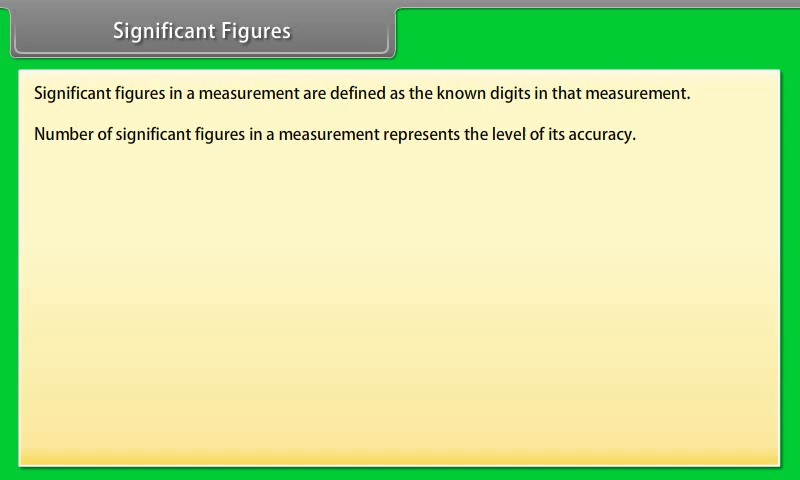 Significant Figures
Significant figures in a measurement are defined as the known digits in that measurement.
Number of significant figures in a measurement represents the level of its accuracy.